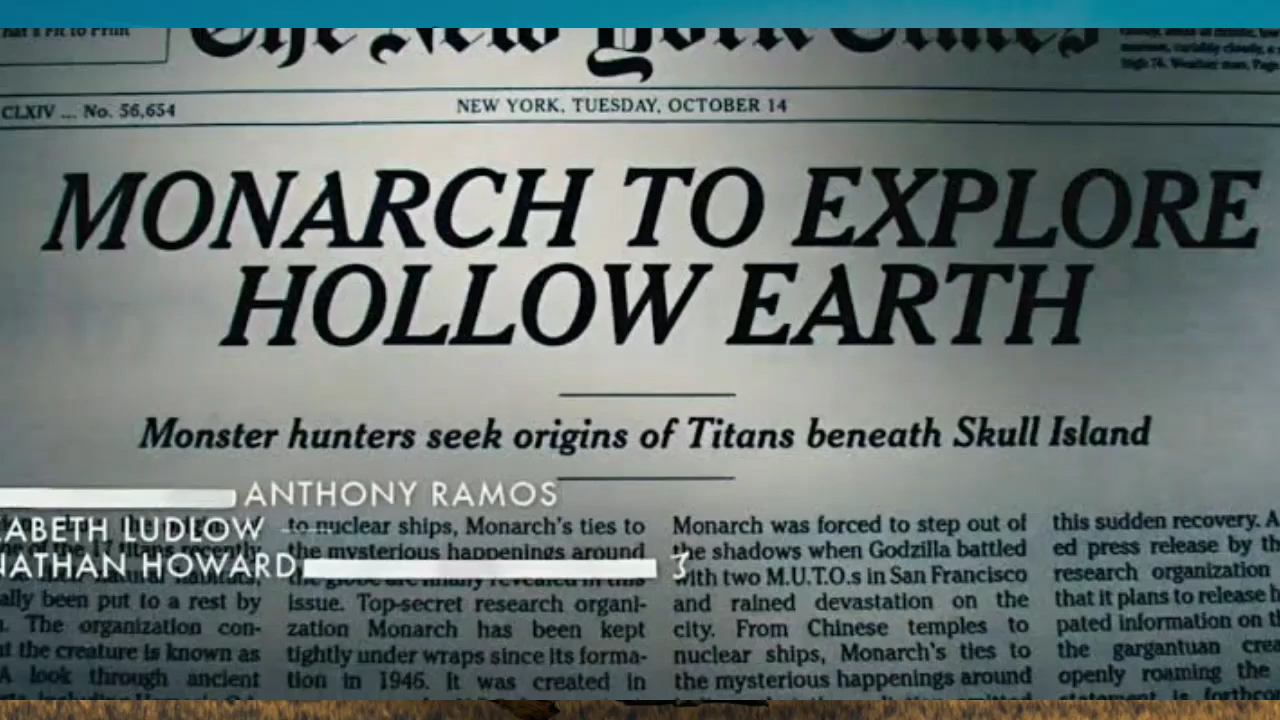 The New York Times
CLXIV ... No. 56,654
NEW YORK, TUESDAY, OCTOBER 14
MONARCH TO EXPLORE
HOLLOW EARTH
Monster hunters seek origins of Titans beneath Skull Island
ANTHONY RAMOS
ABETH LUDLOW
NATHAN HOWARD
ally been put to a rest by
The organization con-
the creature is known as
A look through ancient
to nuclear ships, Monarch's ties to
the mysterious happenings around
issue. Top-secret research organi-
zation Monarch has been kept
tightly under wraps since its forma-
tion in 1946. It was created in
Monarch was forced to step out of
the shadows when Godzilla battled
with two M.U.T.O.s in San Francisco
and rained devastation on the
city. From Chinese temples to
nuclear ships, Monarch's ties to
the mysterious happenings around
this sudden recovery. A
ed press release by th
research organization
that it plans to release h
pated information on th
the gargantuan crea
openly roaming the
statement is forthco